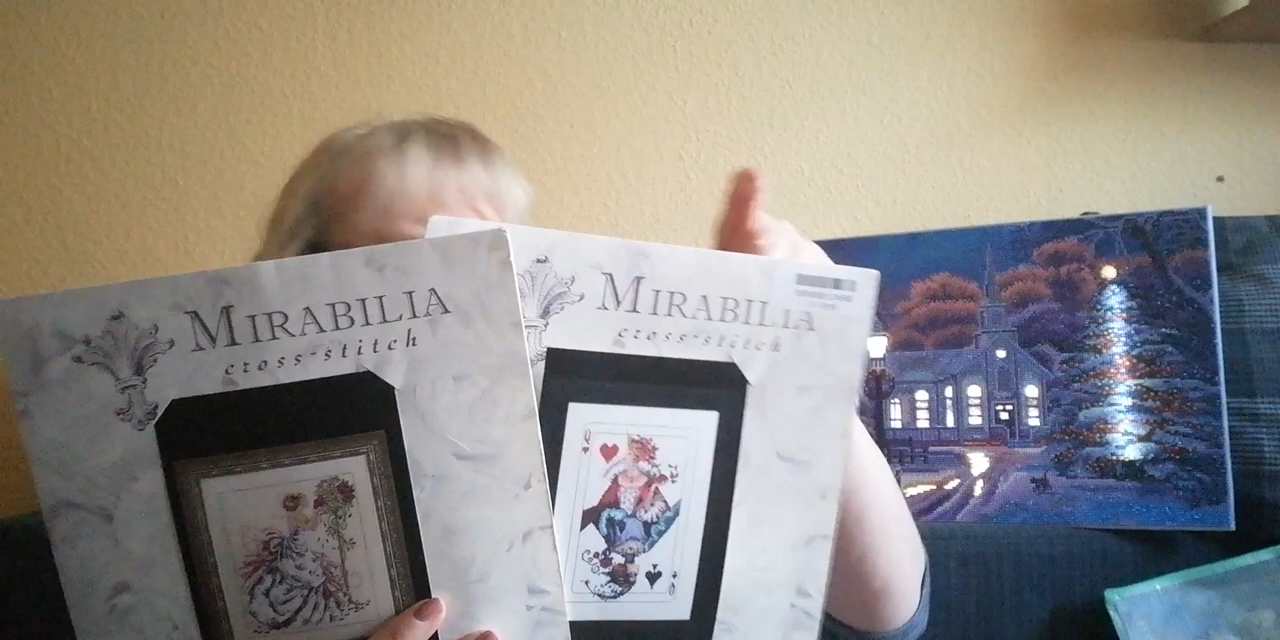 MIRABILIA
cross-stitch
MIRABILIA
cross-stitch
Q
Q